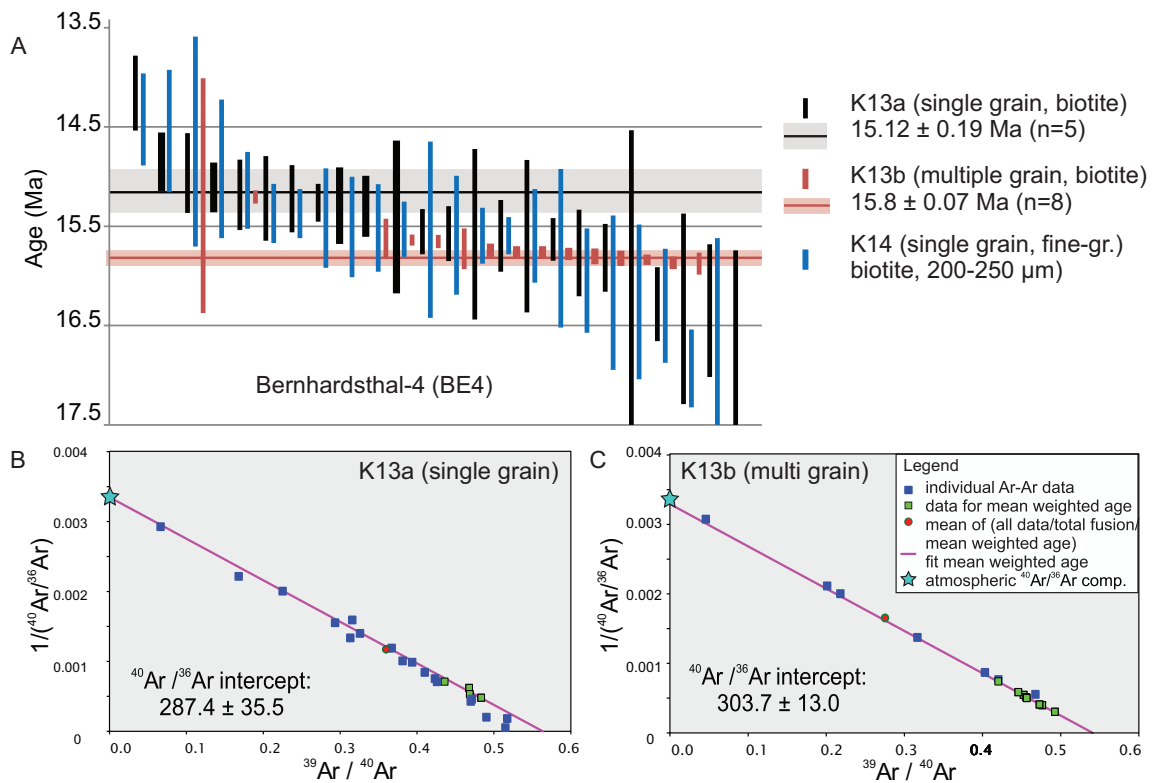 A
13.5
14.5
15.5
16.5
17.5
Age (Ma)
Bernhardsthal-4 (BE4)
K13a (single grain, biotite)
15.12 ± 0.19 Ma (n=5)
K13b (multiple grain, biotite)
15.8 ± 0.07 Ma (n=8)
K14 (single grain, fine-gr.)
biotite, 200-250 µm)
B
K13a (single grain)
0.004
0.003
0.002
0.001
0
1/(⁴⁰Ar/³⁶Ar)
⁴⁰Ar /³⁶Ar intercept:
287.4 ± 35.5
0.0 0.1 0.2 0.3 0.4 0.5 0.6
³⁹Ar / ⁴⁰Ar
C
K13b (multi grain)
0.004
0.003
0.002
0.001
0
1/(⁴⁰Ar/³⁶Ar)
Legend
individual Ar-Ar data
data for mean weighted age
mean of (all data/total fusion/
mean weighted age)
fit mean weighted age
atmospheric ⁴⁰Ar/³⁶Ar comp.
⁴⁰Ar /³⁶Ar intercept:
303.7 ± 13.0
0.0 0.1 0.2 0.3 0.4 0.5 0.6
³⁹Ar / ⁴⁰Ar